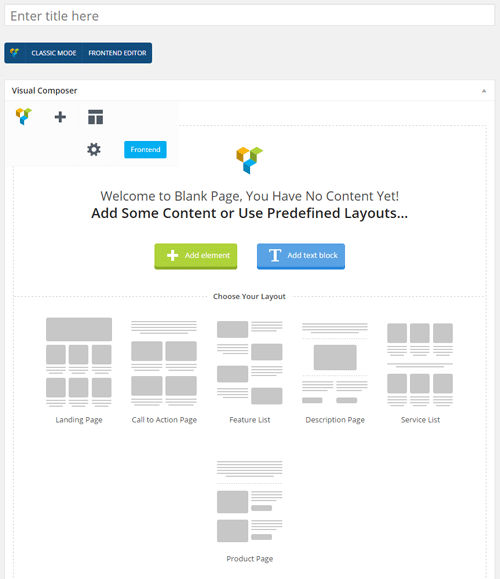 Enter title here
CLASSIC MODE FRONTEND EDITOR
Visual Composer
Frontend
Welcome to Blank Page, You Have No Content Yet!
Add Some Content or Use Predefined Layouts...
Add element T Add text block
Choose Your Layout
Landing Page Call to Action Page Feature List Description Page Service List
Product Page